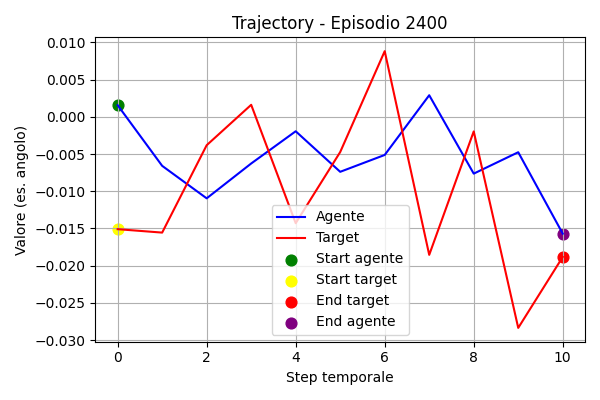 Trajectory - Episodio 2400
Valore (es. angolo)
0.010
0.005
0.000
−0.005
−0.010
−0.015
−0.020
−0.025
−0.030
Agente
Target
Start agente
Start target
End target
End agente
0 2 4 6 8 10
Step temporale